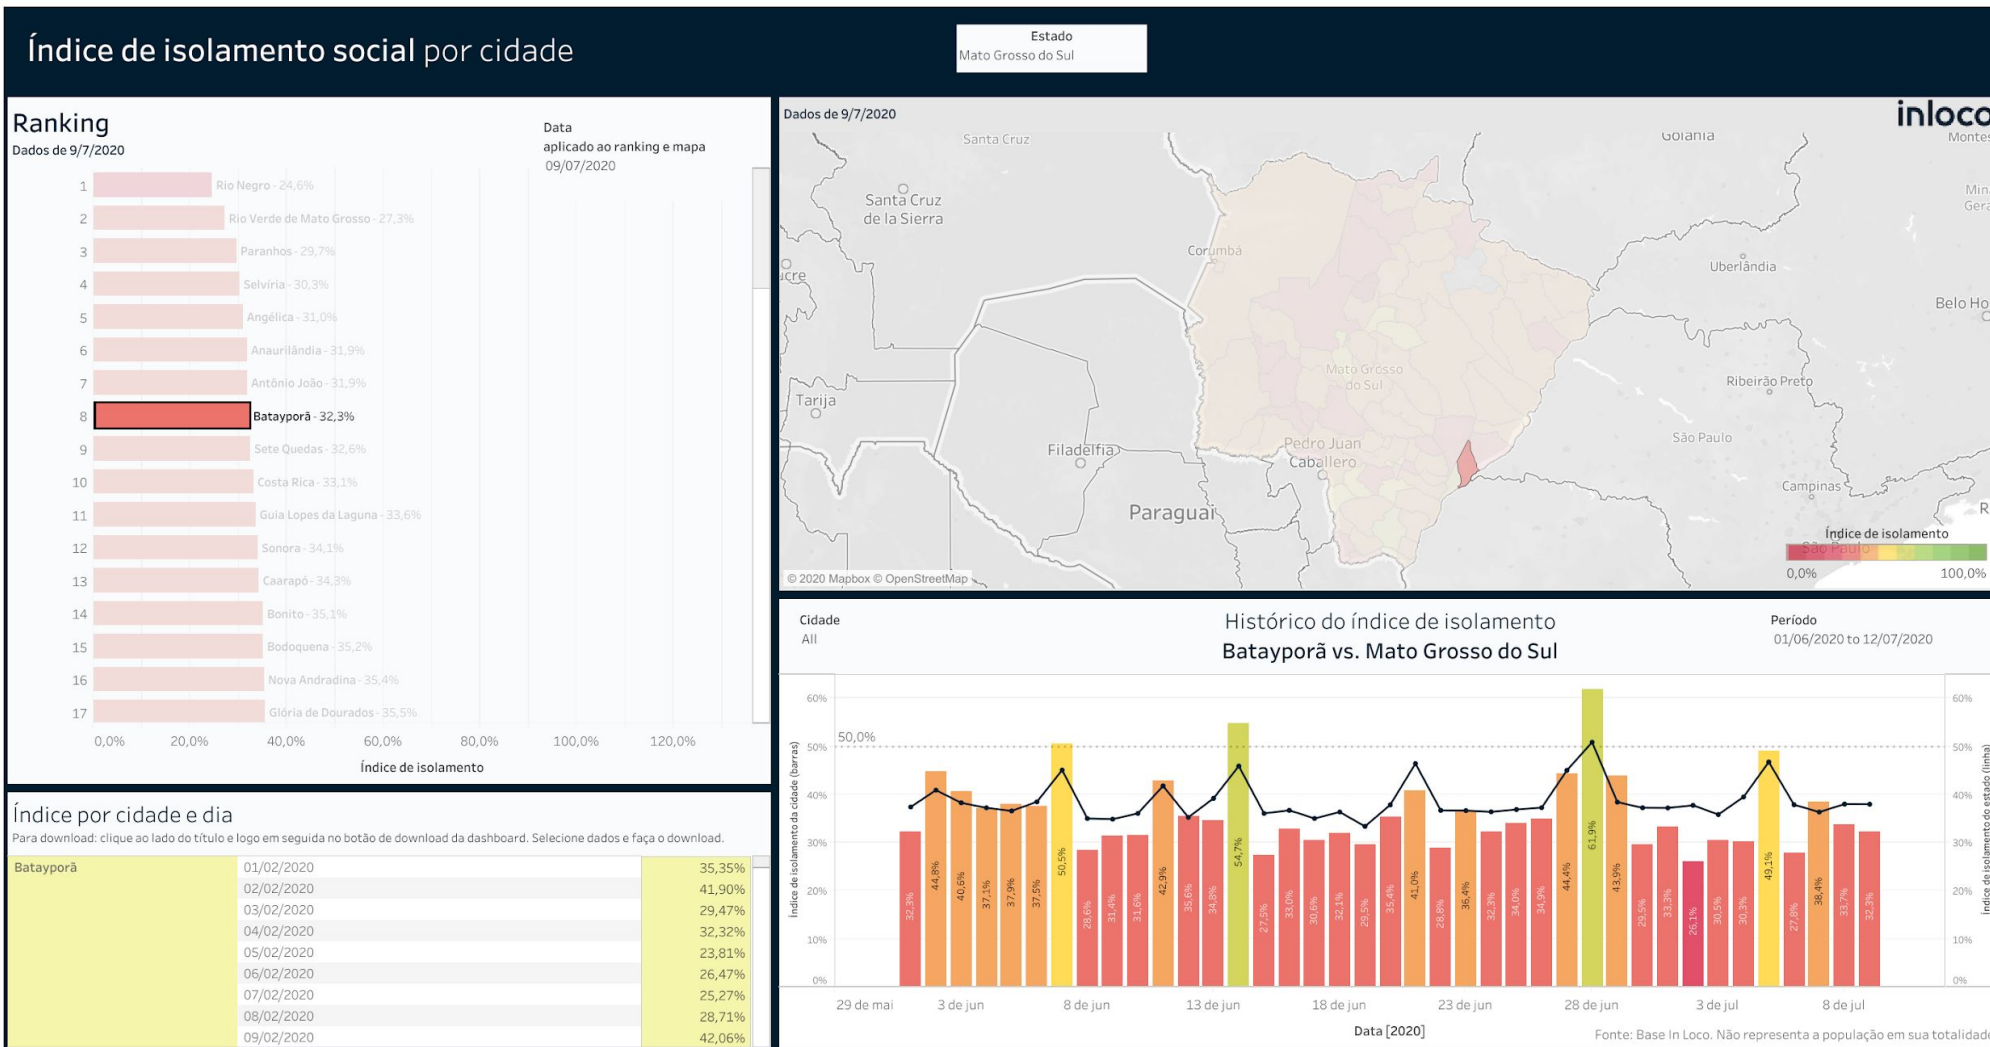 Índice de isolamento social por cidade
Estado
Mato Grosso do Sul
Ranking
Dados de 9/7/2020
Data
aplicado ao ranking e mapa
09/07/2020
1 Rio Negro - 24,6%
2 Rio Verde de Mato Grosso - 27,3%
3 Paranhos - 29,7%
4 Selvíria - 30,3%
5 Angélica - 31,0%
6 Anaurilândia - 31,9%
7 Antônio João - 31,9%
8 Batayporã - 32,3%
9 Sete Quedas - 32,6%
10 Costa Rica - 33,1%
11 Guia Lopes da Laguna - 33,6%
12 Sonora - 34,1%
13 Caarapó - 34,3%
14 Bonito - 35,1%
15 Bodoquena - 35,2%
16 Nova Andradina - 35,4%
17 Glória de Dourados - 35,5%
0,0% 20,0% 40,0% 60,0% 80,0% 100,0% 120,0%
Índice de isolamento
Índice por cidade e dia
Para download: clique ao lado do título e logo em seguida no botão de download da dashboard. Selecione dados e faça o download.
Batayporã 01/02/2020 35,35%
02/02/2020 41,90%
03/02/2020 29,47%
04/02/2020 32,32%
05/02/2020 23,81%
06/02/2020 26,47%
07/02/2020 25,27%
08/02/2020 28,71%
09/02/2020 42,06%
Dados de 9/7/2020
inloco
Santa Cruz
Goiânia
Montes
Santa Cruz
de la Sierra
Min
Gera
Corumbá
ucre
Uberlândia
Belo Ho
Mato Grosso
do Sul
Ribeirão Preto
Tarija
São Paulo
Filadélfia
Pedro Juan
Caballero
Campinas
Paraguai
R
Índice de isolamento
São Paulo
0,0% 100,0%
© 2020 Mapbox © OpenStreetMap
Cidade
All
Histórico do índice de isolamento
Batayporã vs. Mato Grosso do Sul
Período
01/06/2020 to 12/07/2020
Índice de isolamento da cidade (barras)
60%
50%
40%
30%
20%
10%
0%
50,0%
32,3% 44,8% 40,6% 37,1% 37,9% 37,5% 50,5% 28,6% 31,4% 31,6% 42,9% 35,6% 34,8% 54,7% 27,5% 33,0% 30,6% 32,1% 29,5% 35,4% 41,0% 28,8% 36,4% 32,3% 34,0% 34,9% 44,4% 61,9% 43,9% 29,5% 33,3% 26,1% 30,5% 30,3% 49,1% 27,8% 38,4% 33,7% 32,3%
60%
50%
40%
30%
20%
10%
0%
Índice de isolamento do estado (linha)
29 de mai 3 de jun 8 de jun 13 de jun 18 de jun 23 de jun 28 de jun 3 de jul 8 de jul
Data [2020]
Fonte: Base In Loco. Não representa a população em sua totalidade